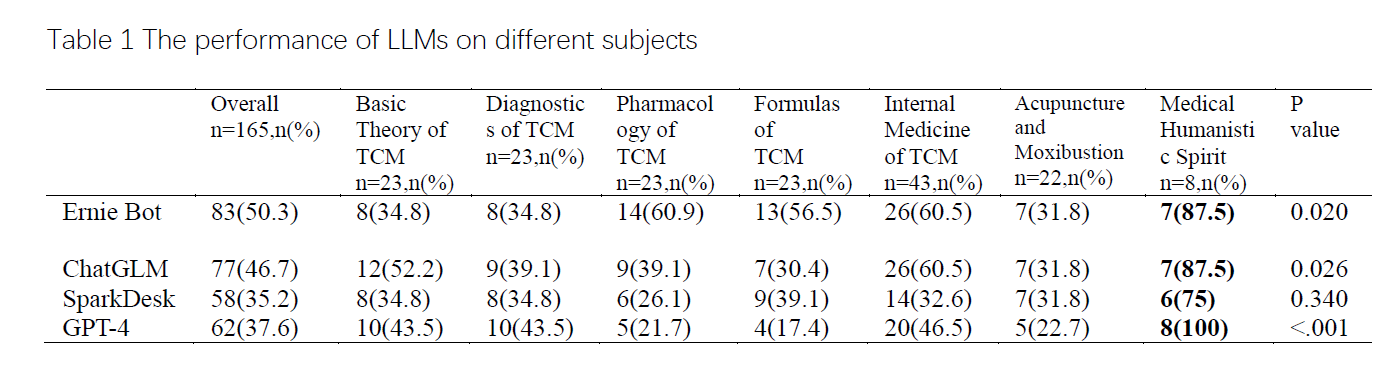 Table 1 The performance of LLMs on different subjects
Overall n=165,n(%) Basic Theory of TCM n=23,n(%) Diagnostic s of TCM n=23,n(%) Pharmacol ogy of TCM n=23,n(%) Formulas of TCM n=23,n(%) Internal Medicine of TCM n=43,n(%) Acupuncture and Moxibustion n=22,n(%) Medical Humanisti c Spirit n=8,n(%) P value
Ernie Bot 83(50.3) 8(34.8) 8(34.8) 14(60.9) 13(56.5) 26(60.5) 7(31.8) 7(87.5) 0.020
ChatGLM 77(46.7) 12(52.2) 9(39.1) 9(39.1) 7(30.4) 26(60.5) 7(31.8) 7(87.5) 0.026
SparkDesk 58(35.2) 8(34.8) 8(34.8) 6(26.1) 9(39.1) 14(32.6) 7(31.8) 6(75) 0.340
GPT-4 62(37.6) 10(43.5) 10(43.5) 5(21.7) 4(17.4) 20(46.5) 5(22.7) 8(100) <.001